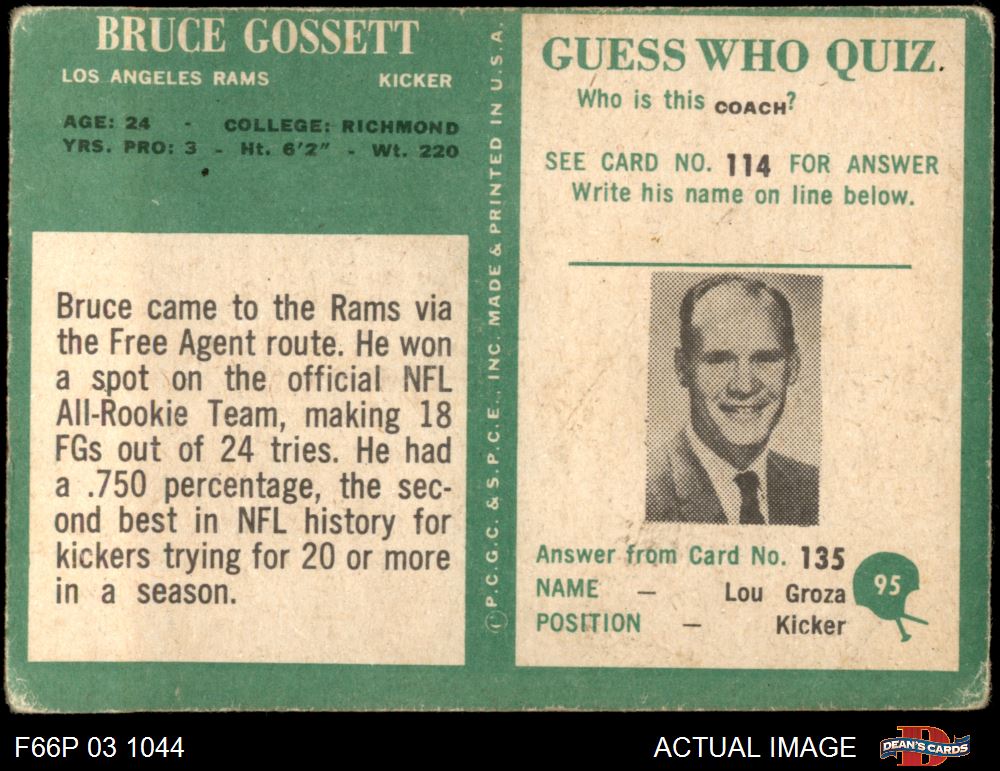 BRUCE GOSSETT
LOS ANGELES RAMS KICKER
AGE: 24 - COLLEGE: RICHMOND
YRS. PRO: 3 - Ht. 6'2" - Wt. 220
Bruce came to the Rams via
the Free Agent route. He won
a spot on the official NFL
All-Rookie Team, making 18
FGs out of 24 tries. He had
a .750 percentage, the sec-
ond best in NFL history for
kickers trying for 20 or more
in a season.
Ⓒ P.C.G.C. & S.P.C.E., INC. MADE & PRINTED IN U.S.A.
GUESS WHO QUIZ.
Who is this COACH?
SEE CARD NO. 114 FOR ANSWER
Write his name on line below.
Answer from Card No. 135
NAME — Lou Groza
POSITION — Kicker
95
F66P 03 1044
ACTUAL IMAGE
DEAN'S CARDS